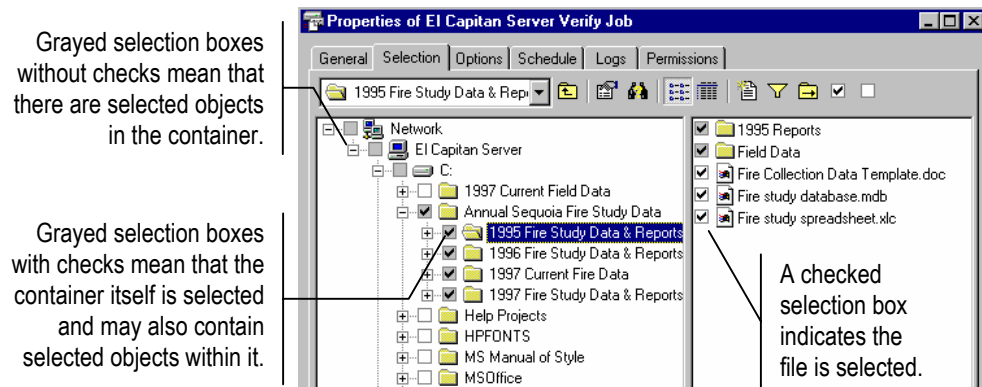 Grayed selection boxes
without checks mean that
there are selected objects
in the container.
Grayed selection boxes
with checks mean that the
container itself is selected
and may also contain
selected objects within it.
Properties of El Capitan Server Verify Job
General Selection Options Schedule Logs Permissions
1995 Fire Study Data & Rep
Network
El Capitan Server
C:
1997 Current Field Data
Annual Sequoia Fire Study Data
1995 Fire Study Data & Reports
1996 Fire Study Data & Reports
1997 Current Fire Data
1997 Fire Study Data & Reports
Help Projects
HPFONTS
MS Manual of Style
MSOffice
1995 Reports
Field Data
Fire Collection Data Template.doc
Fire study database.mdb
Fire study spreadsheet.xlc
A checked
selection box
indicates the
file is selected.